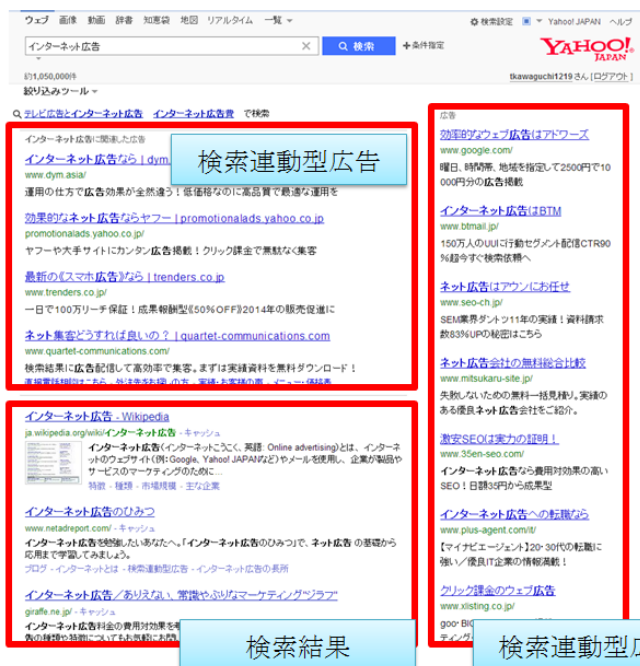 ウェブ 画像 動画 辞書 知恵袋 地図 リアルタイム 一覧
検索設定 Yahoo! JAPAN ヘルプ
インターネット広告
検索
+条件指定
YAHOO!
JAPAN
約1,050,000件
tkawaguchi1219さん [ログアウト]
絞り込みツール
テレビ広告とインターネット広告 インターネット広告費 で検索
インターネット広告に関連した広告
検索連動型広告
インターネット広告なら | dym.
www.dym.asia/
運用の仕方で広告効果が全然違う！低価格なのに高品質で最適な運用を
効果的なネット広告ならヤフー | promotionalads.yahoo.co.jp
promotionalads.yahoo.co.jp/
ヤフーや大手サイトにカンタン広告掲載！クリック課金で無駄なく集客
最新の《スマホ広告》なら | trenders.co.jp
www.trenders.co.jp/
一日で100万リーチ保証！成果報酬型《50%OFF》2014年の販売促進に
ネット集客どうすれば良いの？ | quartet-communications.com
www.quartet-communications.com/
検索結果に広告配信して高効率で集客。まずは実績資料を無料ダウンロード！
インターネット広告 - Wikipedia
ja.wikipedia.org/wiki/インターネット広告 - キャッシュ
インターネット広告(インターネットこうこく、英語: Online advertising)とは、インターネ
ットのウェブサイト(例:Google、Yahoo! JAPANなど)やメールを使用し、企業が製品や
サービスのマーケティングのために...
特徴 - 種類 - 市場規模 - 主な企業
インターネット広告のひみつ
www.netadreport.com/ - キャッシュ
インターネット広告を勉強したいあなたへ。「インターネット広告のひみつ」で、ネット広告 の基礎から
応用まで学習してみましょう。
ブログ - インターネットとは - 検索連動型広告 - インターネット広告の長所
インターネット広告／ありえない、常識やぶりなマーケティング"ジラフ"
giraffe.ne.jp/ - キャッシュ
インターネット広告料金の費用対効果を
告の種類や特徴についてもお気軽にお問
検索結果
広告
効率的なウェブ広告はアドワーズ
www.google.com/
曜日、時間帯、地域を指定して2500円で10
000円分の広告掲載
インターネット広告はBTM
www.btmail.jp/
150万人のUUに行動セグメント配信CTR90
%超今すぐ検索依頼へ
ネット広告はアウンにお任せ
www.seo-ch.jp/
SEM業界ダントツ11年の実績！資料請求
数83%UPの秘密はこちら
ネット広告会社の無料総合比較
www.mitsukaru-site.jp/
失敗しないための無料一括見積り。実績の
ある優良ネット広告会社をご紹介。
激安SEOは実力の証明！
www.35en-seo.com/
インターネット広告なら費用対効果の高い
SEO！日額35円から成果型
インターネット広告への転職なら
www.plus-agent.com/it/
【マイナビエージェント】20・30代の転職に
強い／優良IT企業の情報満載！
クリック課金のウェブ広告
www.xlisting.co.jp/
検索連動型広